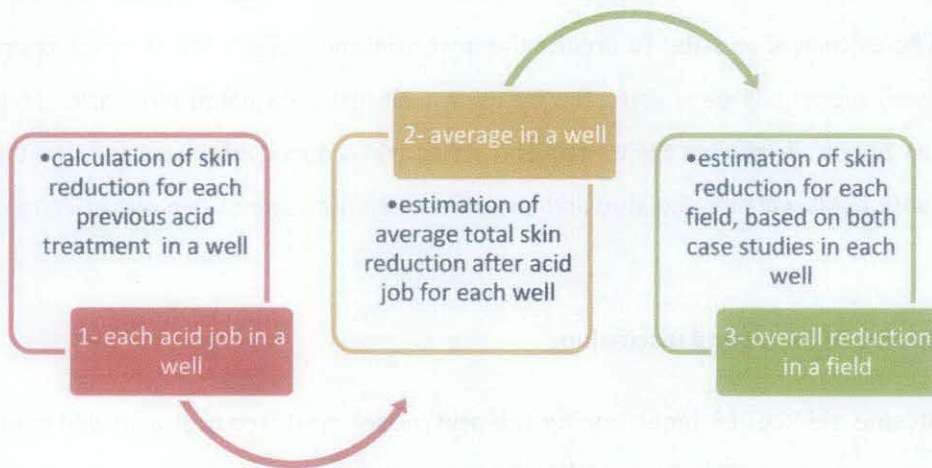 •calculation of skin
reduction for each
previous acid
treatment in a well
1- each acid job in a
well
2- average in a well
•estimation of
average total skin
reduction after acid
job for each well
•estimation of skin
reduction for each
field, based on both
case studies in each
well
3- overall reduction
in a field